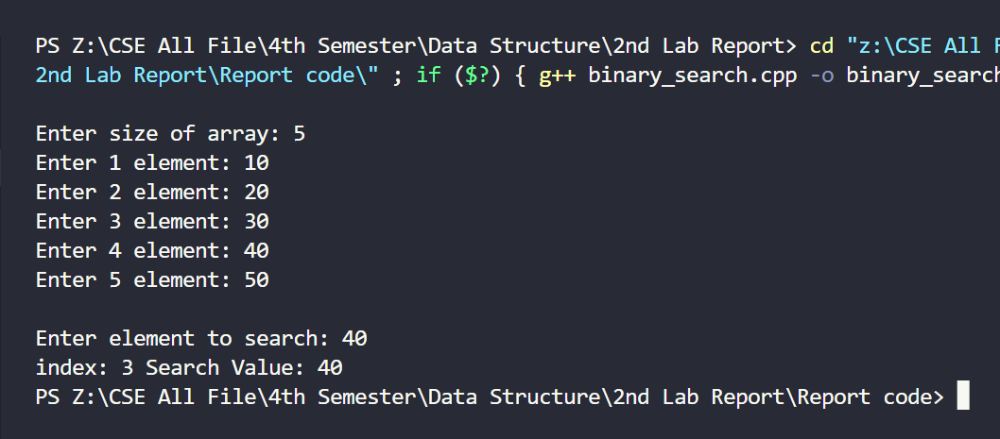 PS Z:\CSE All File\4th Semester\Data Structure\2nd Lab Report> cd "z:\CSE All
2nd Lab Report\Report code\" ; if ($?) { g++ binary_search.cpp -o binary_search
Enter size of array: 5
Enter 1 element: 10
Enter 2 element: 20
Enter 3 element: 30
Enter 4 element: 40
Enter 5 element: 50
Enter element to search: 40
index: 3 Search Value: 40
PS Z:\CSE All File\4th Semester\Data Structure\2nd Lab Report\Report code>